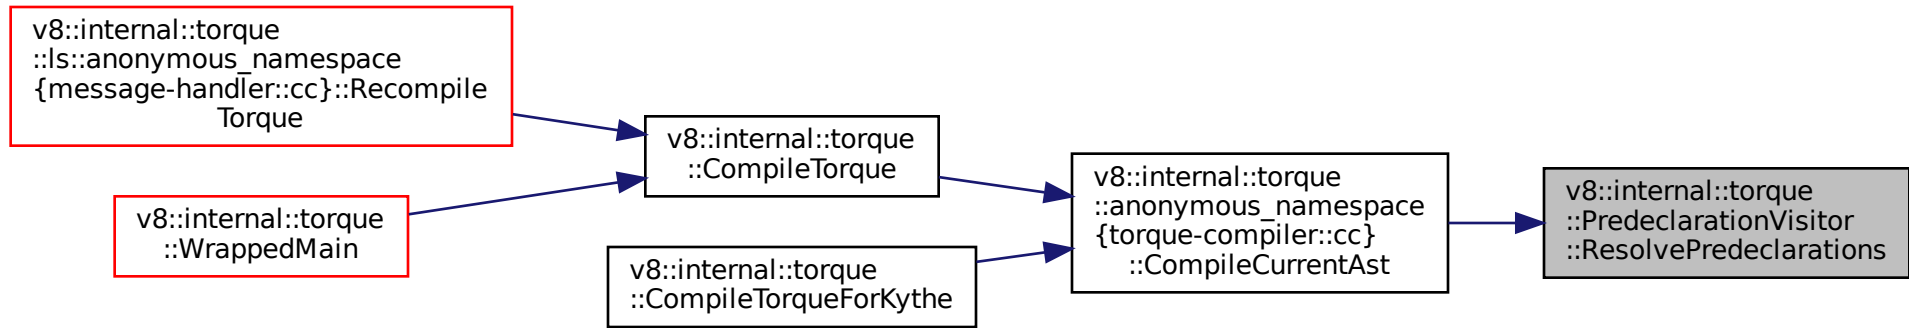 v8::internal::torque
::ls::anonymous_namespace
{message-handler::cc}::Recompile
Torque
v8::internal::torque
::WrappedMain
v8::internal::torque
::CompileTorque
v8::internal::torque
::CompileTorqueForKythe
v8::internal::torque
::anonymous_namespace
{torque-compiler::cc}
::CompileCurrentAst
v8::internal::torque
::PredeclarationVisitor
::ResolvePredeclarations